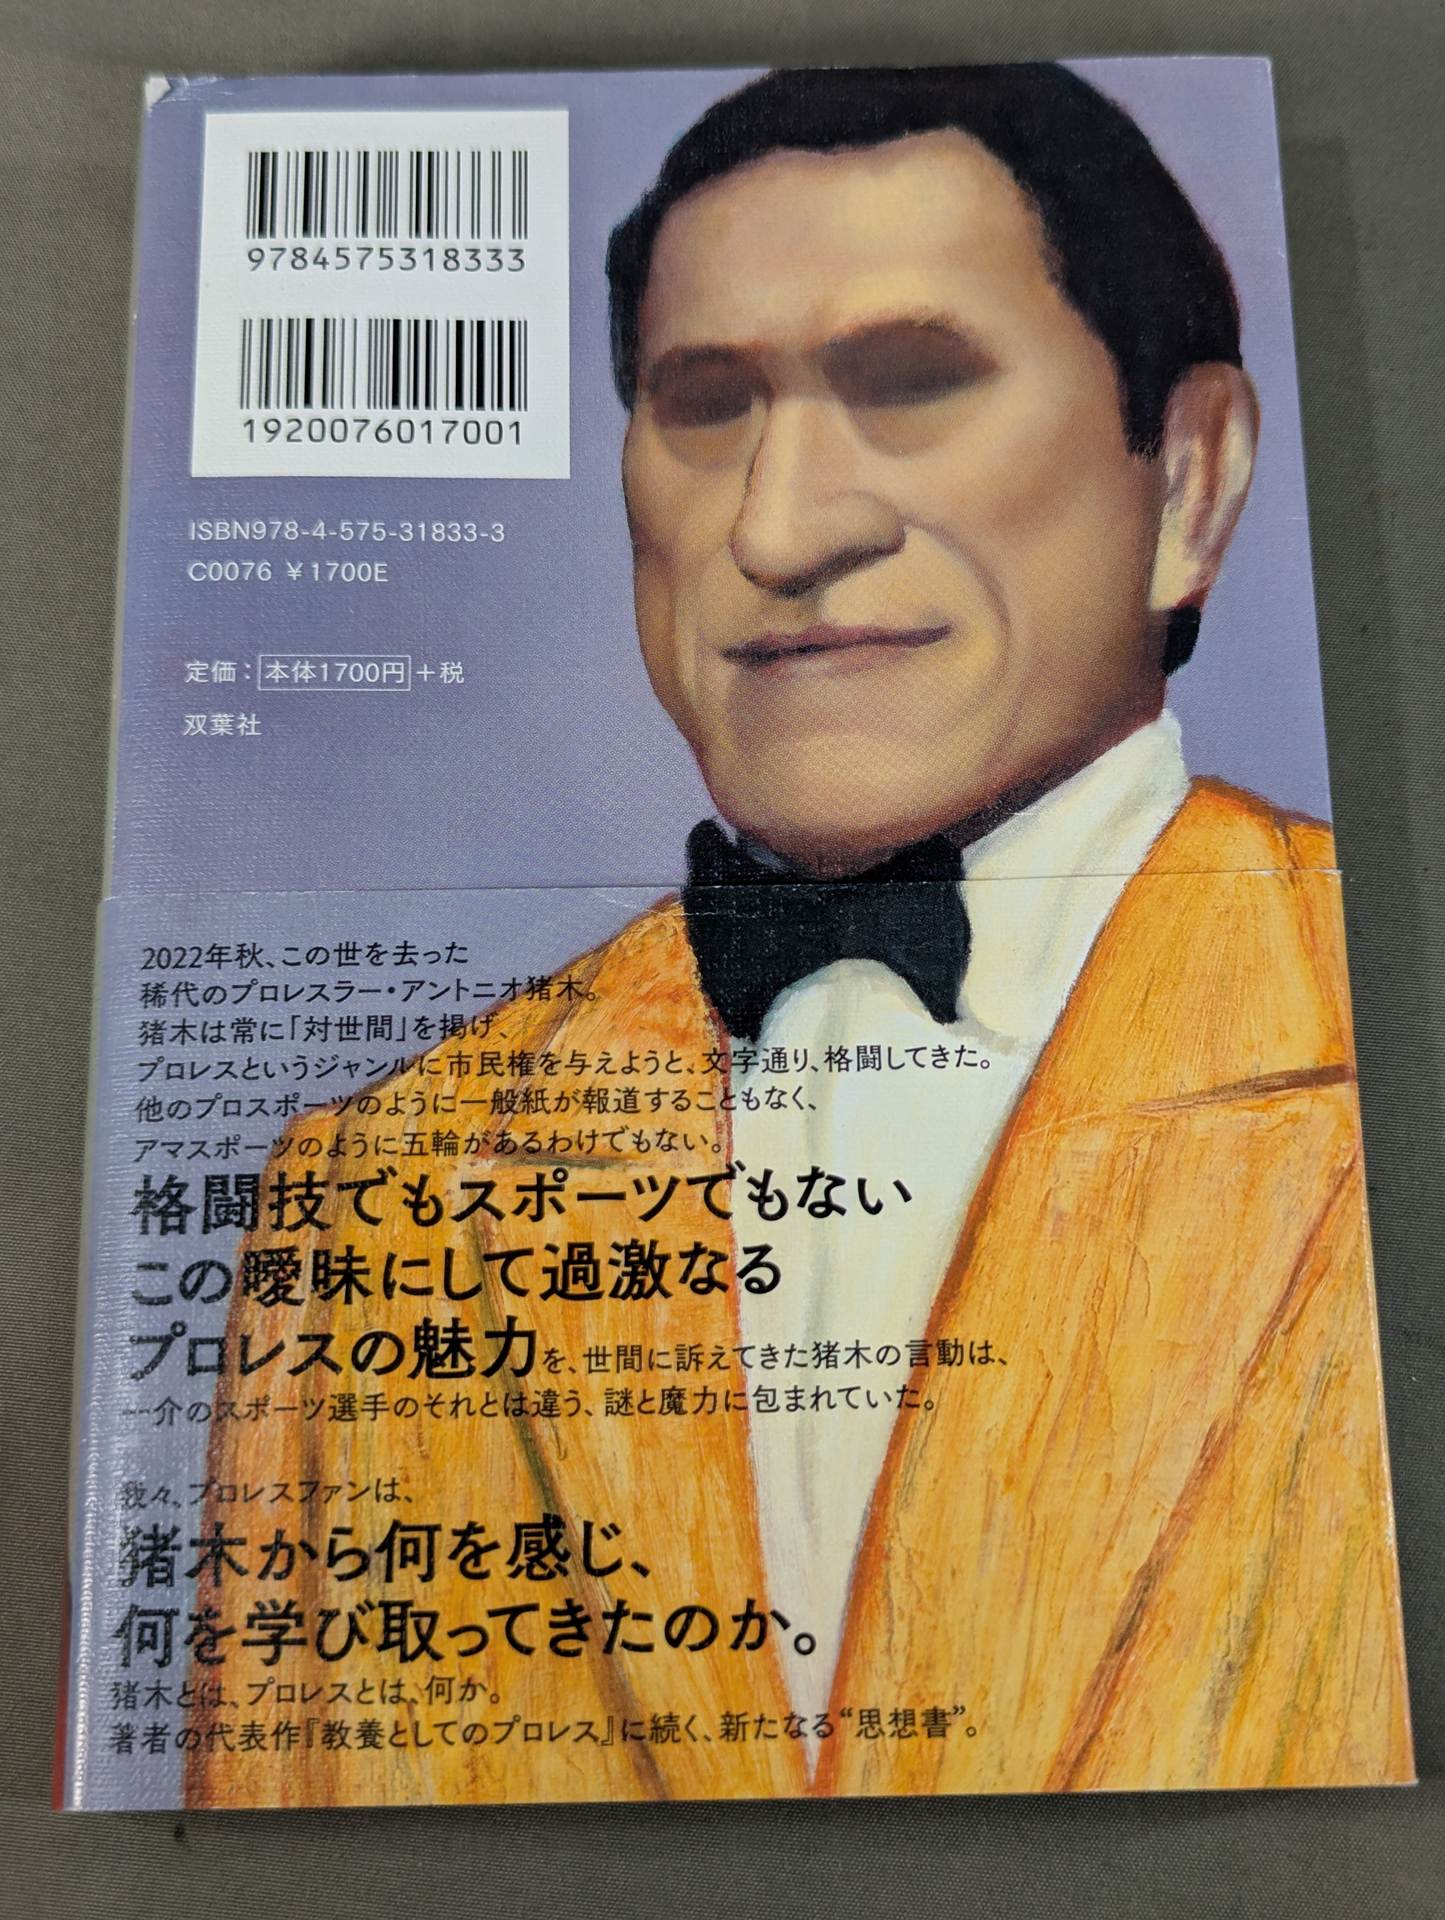 9784575318333
1920076017001
ISBN978-4-575-31833-3
C0076 ¥1700E
定価：本体1700円＋税
双葉社
2022年秋、この世を去った
稀代のプロレスラー・アントニオ猪木。
猪木は常に「対世間」を掲げ、
プロレスというジャンルに市民権を与えようと、文字通り、格闘してきた。
他のプロスポーツのように一般紙が報道することもなく、
アマスポーツのように五輪があるわけでもない。
格闘技でもスポーツでもない
この曖昧にして過激なる
プロレスの魅力を、世間に訴えてきた猪木の言動は、
一介のスポーツ選手のそれとは違う、謎と魔力に包まれていた。
我々、プロレスファンは、
猪木から何を感じ、
何を学び取ってきたのか。
猪木とは、プロレスとは、何か。
著者の代表作『教養としてのプロレス』に続く、新たなる“思想書”。